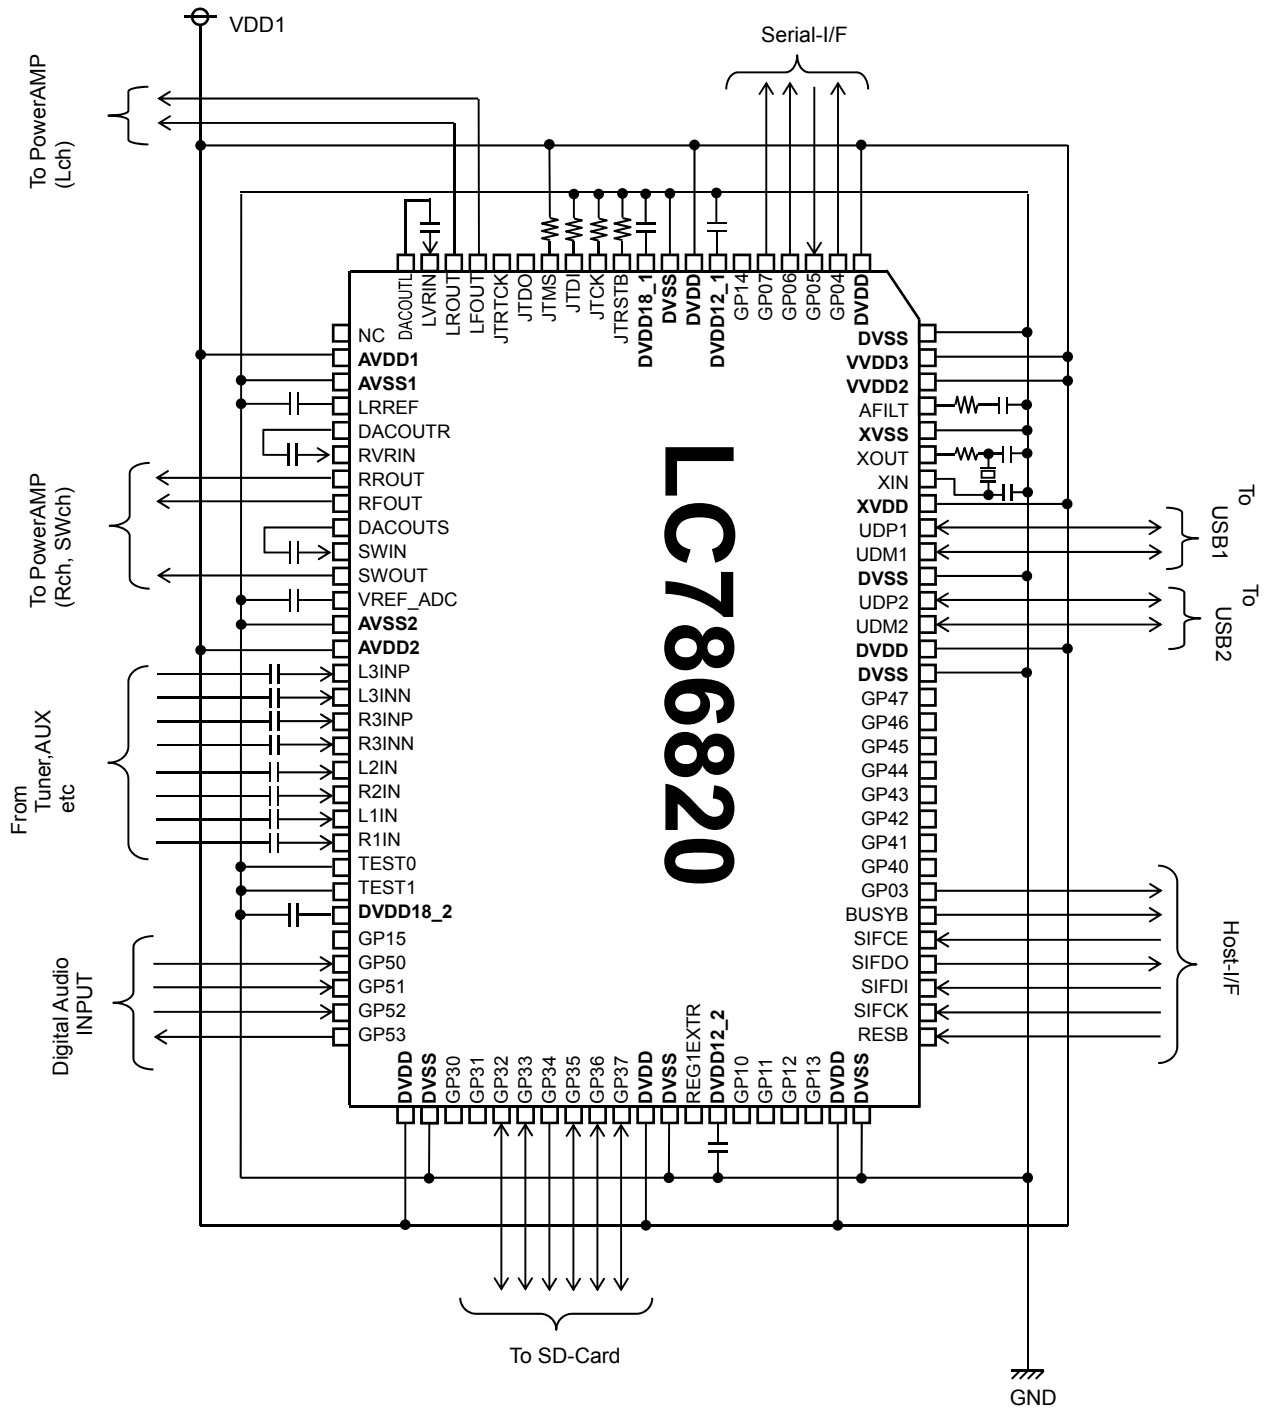 VDD1
Serial-I/F
To PowerAMP
(Lch)
DACOUTL
LVRIN
LROUT
LFOUT
JTRTCK
JTDO
JTMS
JTDI
JTCK
JTRSTB
DVDD18_1
DVSS
DVDD
DVDD12_1
GP14
GP07
GP06
GP05
GP04
DVDD
NC
AVDD1
AVSS1
LRREF
DACOUTR
RVRIN
RROUT
RFOUT
DACOUTS
SWIN
SWOUT
VREF_ADC
AVSS2
AVDD2
L3INP
L3INN
R3INP
R3INN
L2IN
R2IN
L1IN
R1IN
TEST0
TEST1
DVDD18_2
GP15
GP50
GP51
GP52
GP53
To PowerAMP
(Rch, SWch)
From
Tuner,AUX
etc
Digital Audio
INPUT
LC786820
DVSS
VVDD3
VVDD2
AFILT
XVSS
XOUT
XIN
XVDD
UDP1
UDM1
DVSS
UDP2
UDM2
DVDD
DVSS
GP47
GP46
GP45
GP44
GP43
GP42
GP41
GP40
GP03
BUSYB
SIFCE
SIFDO
SIFDI
SIFCK
RESB
To
USB1
To
USB2
Host-I/F
DVDD
DVSS
GP30
GP31
GP32
GP33
GP34
GP35
GP36
GP37
DVDD
DVSS
REG1EXTR
DVDD12_2
GP10
GP11
GP12
GP13
DVDD
DVSS
To SD-Card
GND